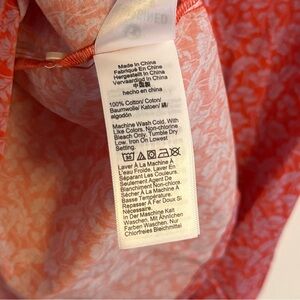 Made In China
Fabriqué En Chine
Hergestellt In China
Vervaardigd In China
中国製
hecho en china
100% Cotton/ Coton/
Baumwolle/ Katoen/ 綿/
algodón
Machine Wash Cold, With
Like Colors. Non-chlorine
Bleach Only. Tumble Dry
Low. Iron On Lowest
Setting.
Laver À La Machine À
L'eau Froide. Laver En
Séparant Les Couleurs.
Seulement Agent De
Blanchiment Non-chlore.
Sécher À La Machine À
Basse Température.
Repasser À Fer Doux Si
Nécessaire.
In Der Maschine Kalt
Waschen, Mit Ähnlichen
Farben Waschen. Nur
Chlorfreies Bleichmittel